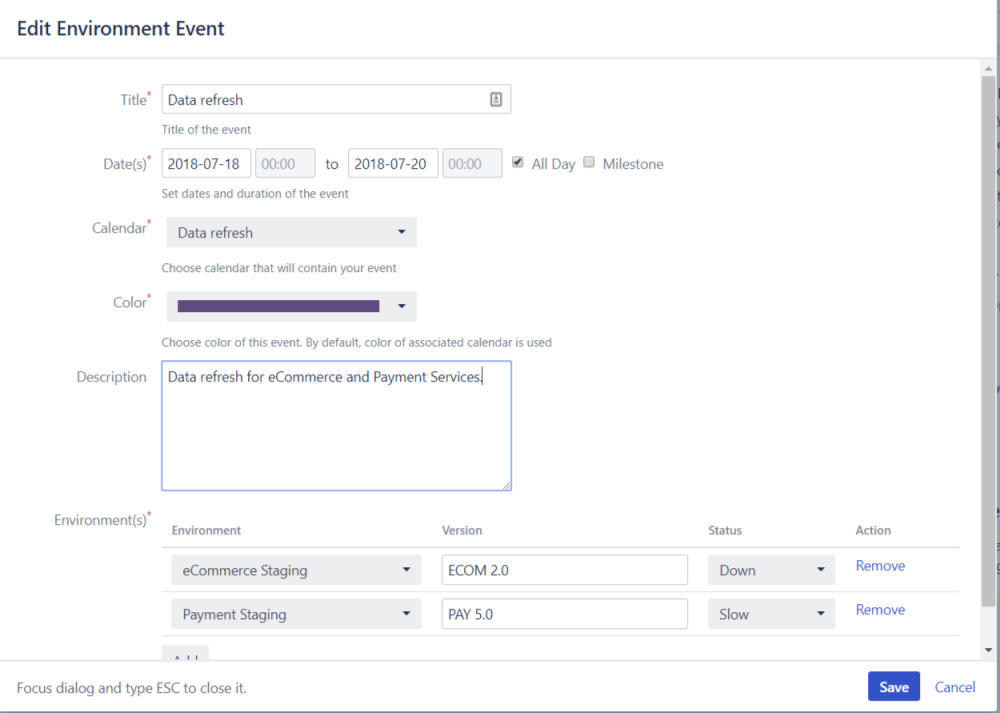 Edit Environment Event
Title* Data refresh
Title of the event
Date(s)* 2018-07-18 00:00 to 2018-07-20 00:00 All Day Milestone
Set dates and duration of the event
Calendar* Data refresh
Choose calendar that will contain your event
Color*
Choose color of this event. By default, color of associated calendar is used
Description Data refresh for eCommerce and Payment Services.
Environment(s)* Environment Version Status Action
eCommerce Staging ECOM 2.0 Down Remove
Payment Staging PAY 5.0 Slow Remove
Add
Focus dialog and type ESC to close it. Save Cancel